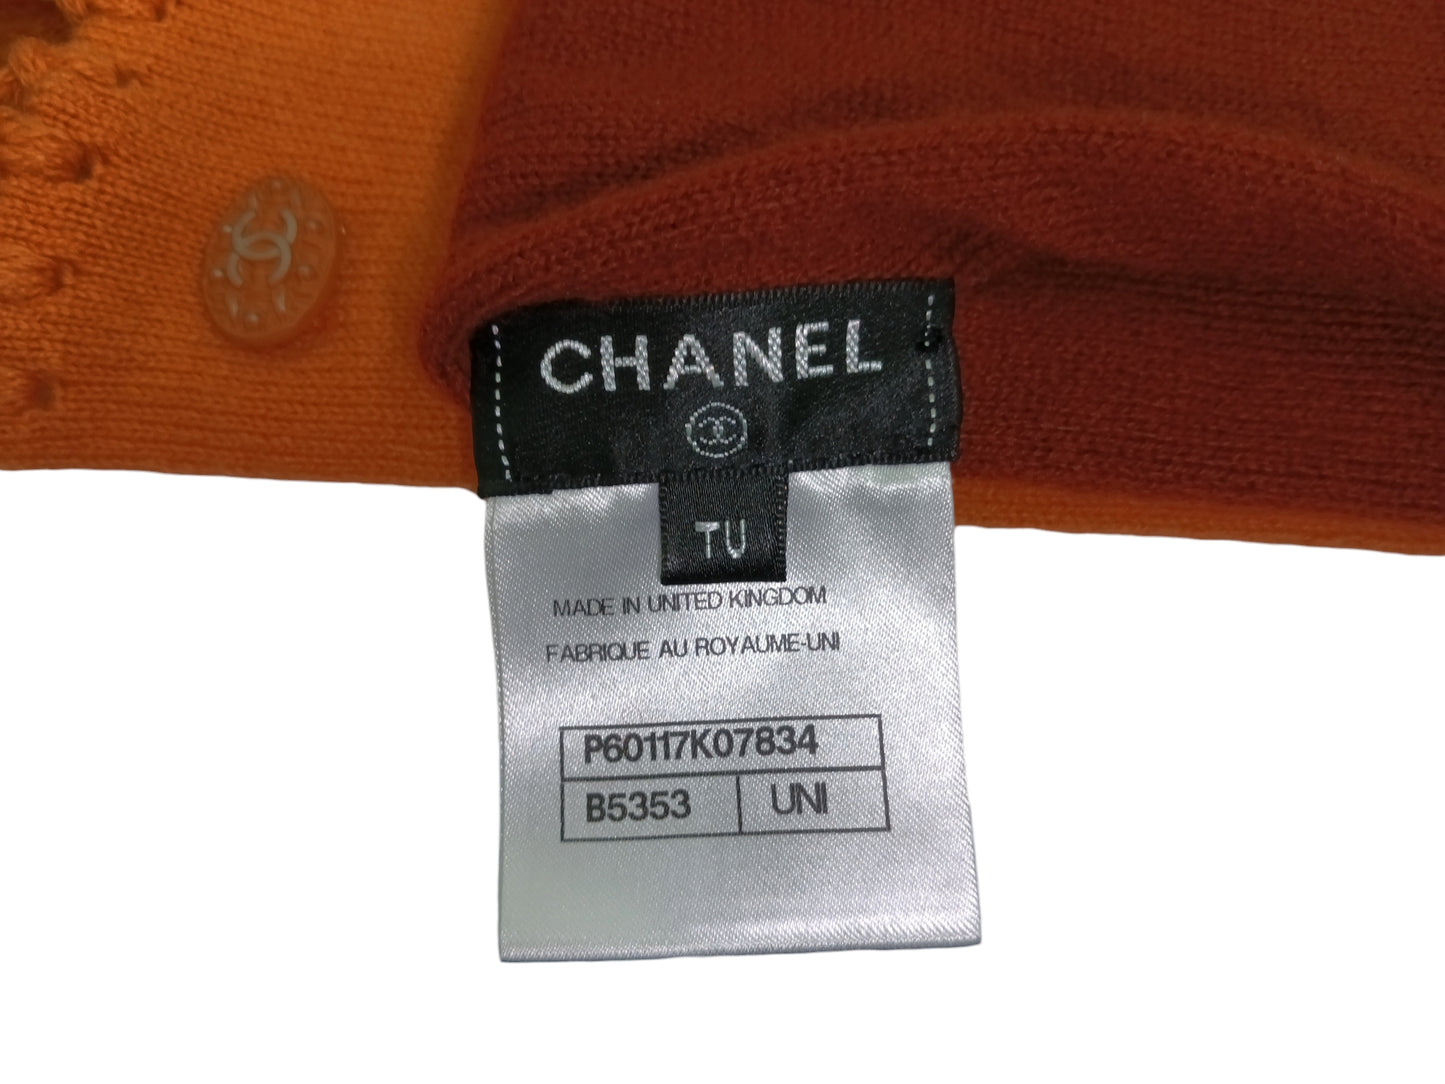 CHANEL
TU
MADE IN UNITED KINGDOM
FABRIQUE AU ROYAUME-UNI
P60117K07834
B5353 UNI